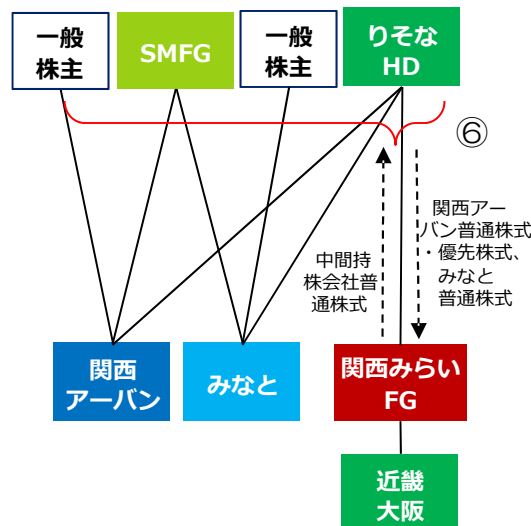 一般
株主
SMFG
一般
株主
りそな
HD
⑥
中間持
株会社普
通株式
関西アー
バン普通株式
・優先株式、
みなと
普通株式
関西
アーバン
みなと
関西みらい
FG
近畿
大阪